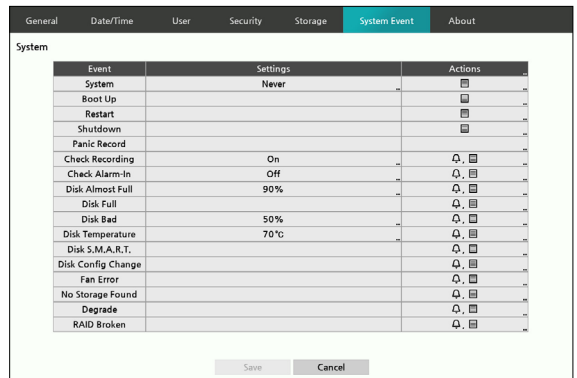 General Date/Time User Security Storage System Event About
System
Event Settings Actions
System Never
Boot Up
Restart
Shutdown
Panic Record
Check Recording On
Check Alarm-In Off
Disk Almost Full 90%
Disk Full
Disk Bad 50%
Disk Temperature 70°C
Disk S.M.A.R.T.
Disk Config Change
Fan Error
No Storage Found
Degrade
RAID Broken
Save Cancel